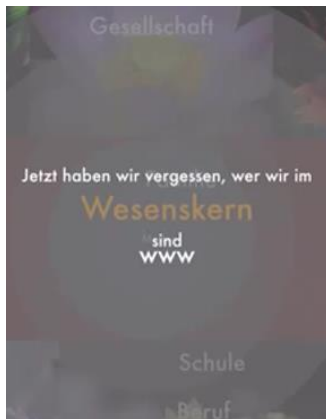 Gesellschaft
Jetzt haben wir vergessen, wer wir im
Wesenskern
sind
www
Schule
Beruf